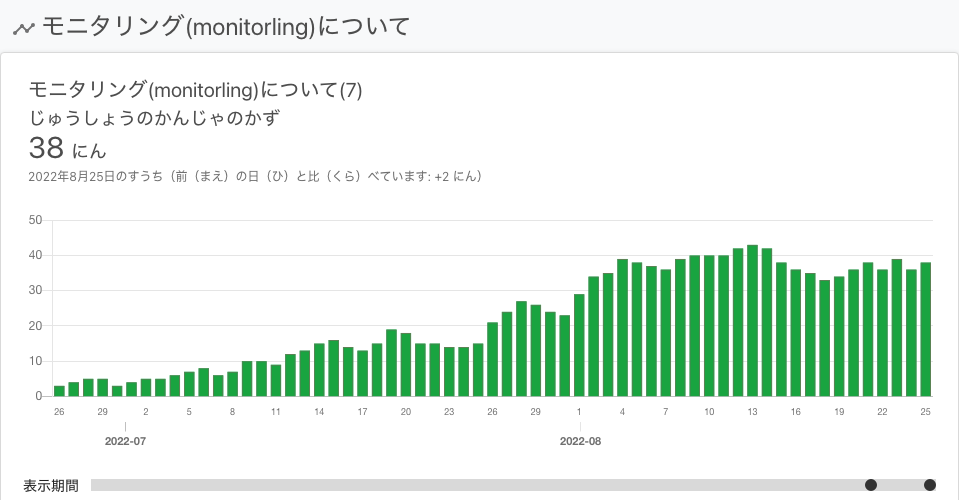 モニタリング(monitorling)について
モニタリング(monitorling)について(7)
じゅうしょうのかんじゃのかず
38 にん
2022年8月25日のすうち（前（まえ）の日（ひ）と比（くら）べています: +2 にん）
50
40
30
20
10
0
26 29 2 5 8 11 14 17 20 23 26 29 1 4 7 10 13 16 19 22 25
2022-07 2022-08
表示期間